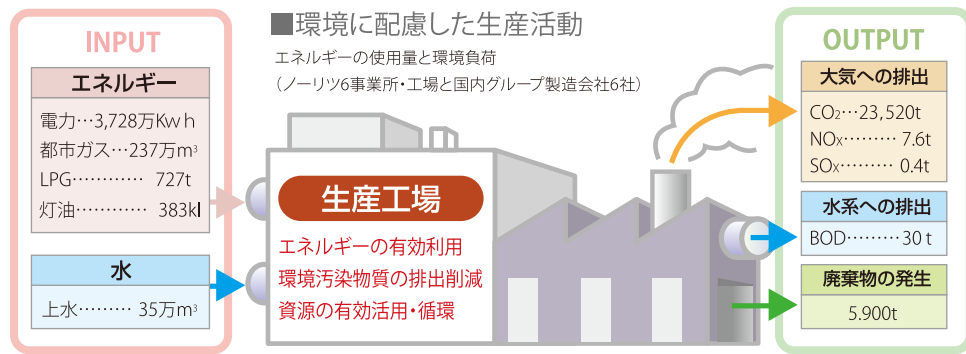 INPUT
エネルギー
電力…3,728万Kwh
都市ガス…237万m³
LPG………… 727t
灯油………… 383kl
水
上水……… 35万m³
■環境に配慮した生産活動
エネルギーの使用量と環境負荷
（ノーリツ6事業所・工場と国内グループ製造会社6社）
生産工場
エネルギーの有効利用
環境汚染物質の排出削減
資源の有効活用・循環
OUTPUT
大気への排出
CO₂…23,520t
NOx……… 7.6t
SOx……… 0.4t
水系への排出
BOD………30 t
廃棄物の発生
5.900t